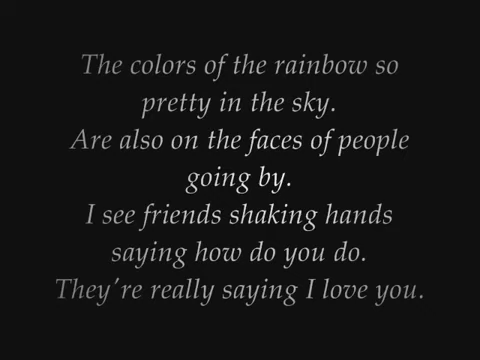 The colors of the rainbow so
pretty in the sky.
Are also on the faces of people
going by.
I see friends shaking hands
saying how do you do.
They're really saying I love you.